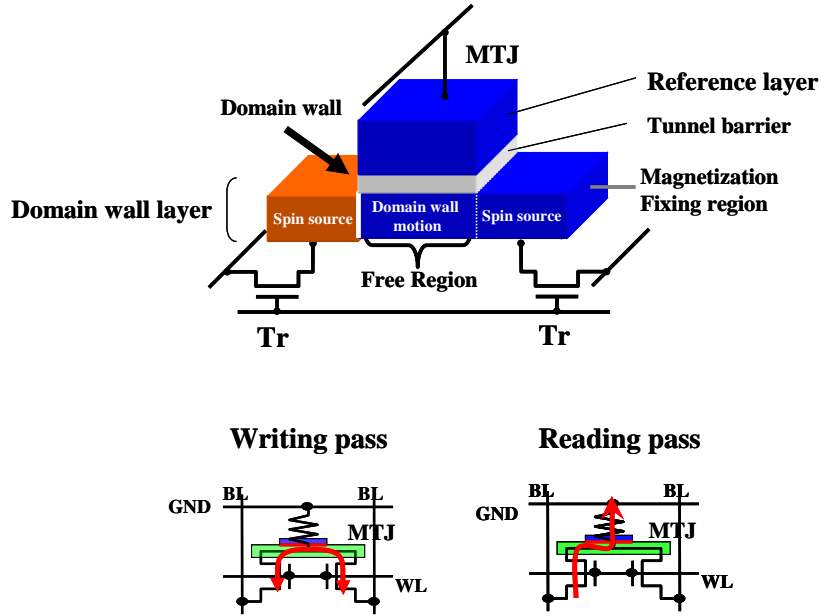 MTJ
Reference layer
Domain wall
Tunnel barrier
Magnetization
Fixing region
Domain wall layer
Spin source
Domain wall
motion
Spin source
Free Region
Tr
Tr
Writing pass
Reading pass
BL
BL
GND
MTJ
WL
BL
BL
GND
MTJ
WL